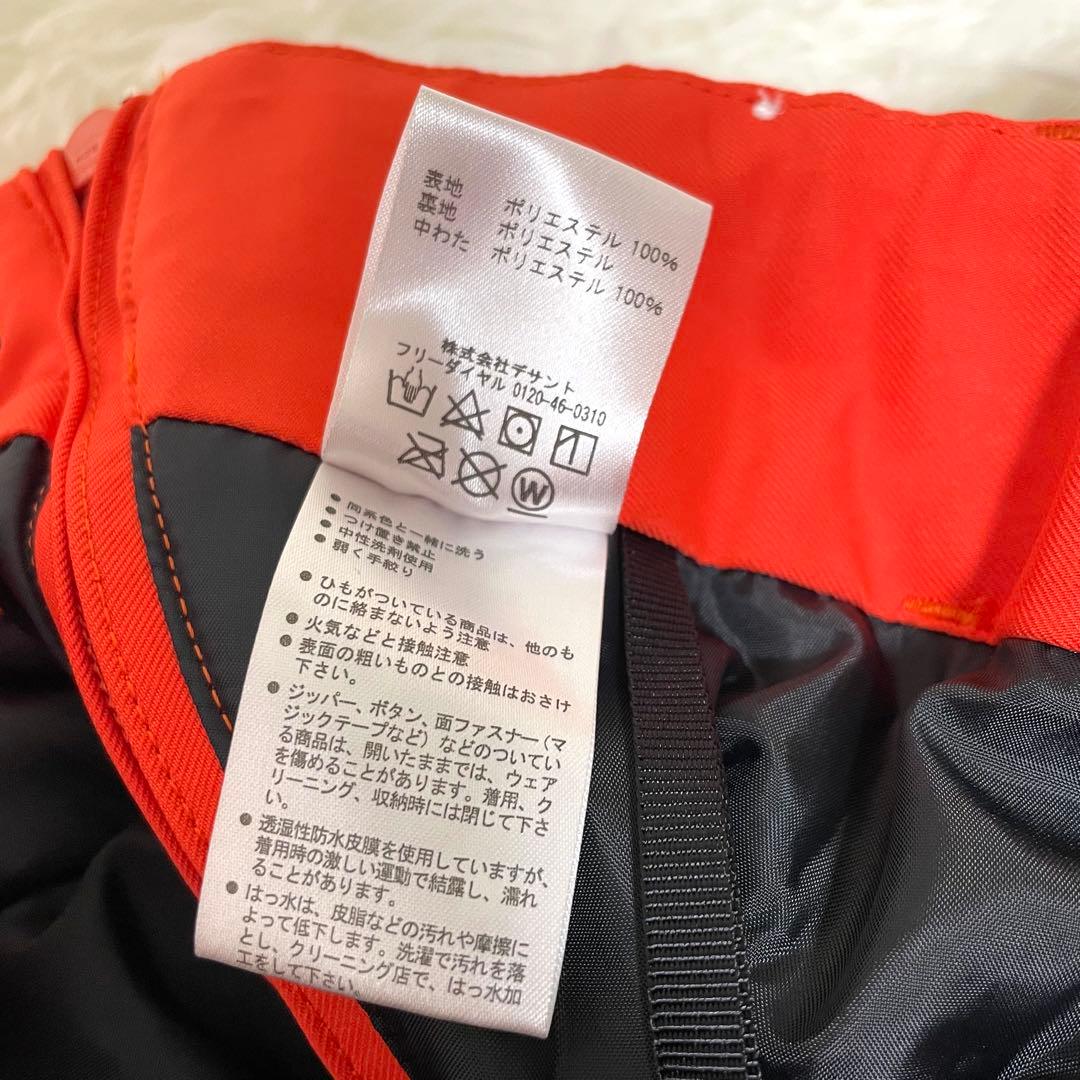 表地 ポリエステル 100%
裏地 ポリエステル
中わた ポリエステル 100%
株式会社デサント
フリーダイヤル 0120-46-0310
W
● 同系色と一緒に洗う
● つけ置き禁止
● 中性洗剤使用
● 弱く手絞り
● ひもがついている商品は、他のも
のに絡まないよう注意
● 火気などと接触注意
● 表面の粗いものとの接触はおさけ
下さい。
● ジッパー、ボタン、面ファスナー(マ
ジックテープなど)などのついてい
る商品は、開いたままでは、ウェア
を傷めることがあります。着用、ク
リーニング、収納時には閉じて下さ
い。
● 透湿性防水皮膜を使用していますが、
着用時の激しい運動で結露し、濡れ
ることがあります。
● はっ水は、皮脂などの汚れや摩擦に
よって低下します。洗濯で汚れを落
とし、クリーニング店で、はっ水加
工をして下さい。